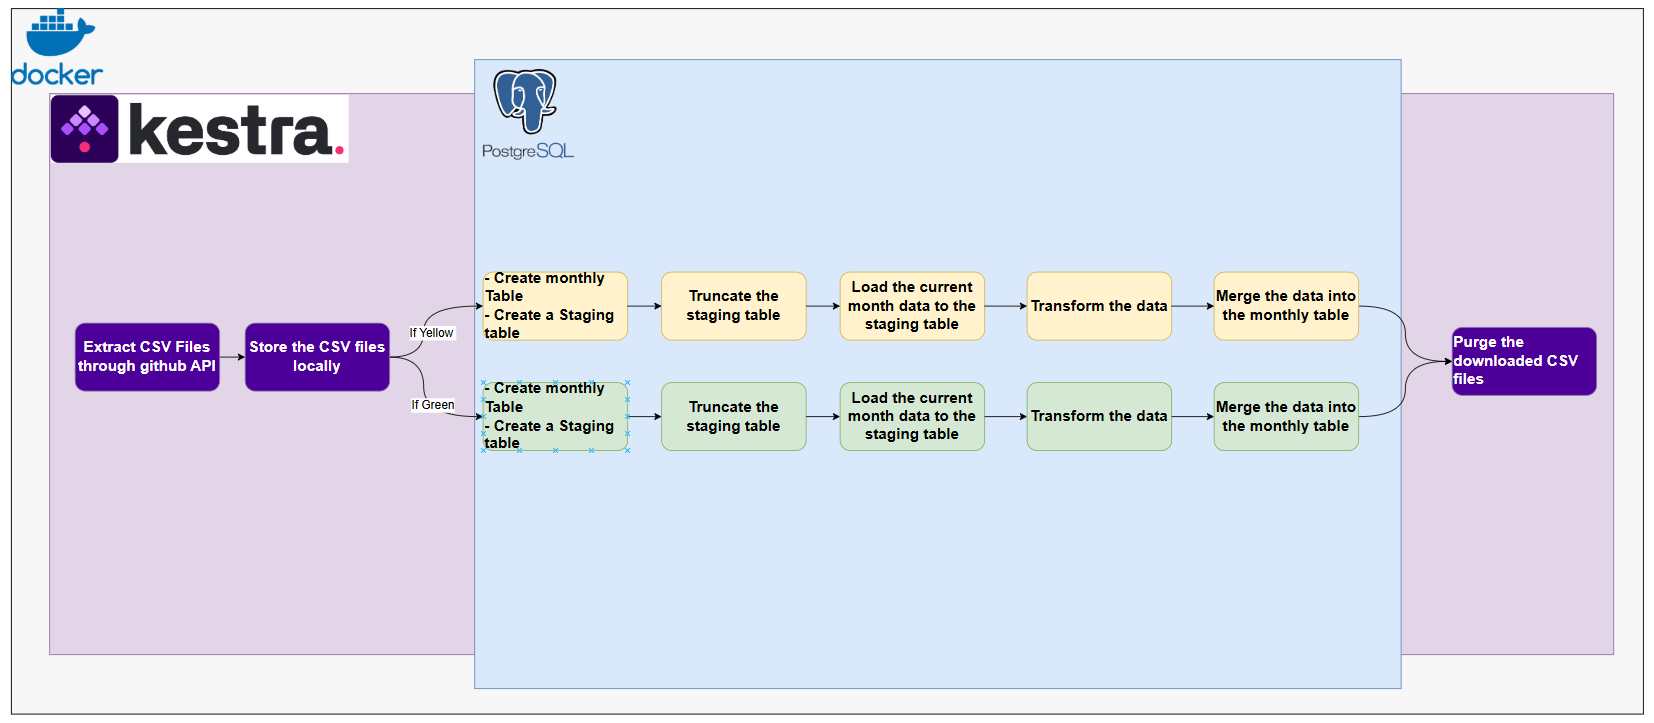 docker
kestra.
PostgreSQL
Extract CSV Files
through github API
Store the CSV files
locally
If Yellow
If Green
- Create monthly
Table
- Create a Staging
table
Truncate the
staging table
Load the current
month data to the
staging table
Transform the data
Merge the data into
the monthly table
- Create monthly
Table
- Create a Staging
table
Truncate the
staging table
Load the current
month data to the
staging table
Transform the data
Merge the data into
the monthly table
Purge the
downloaded CSV
files